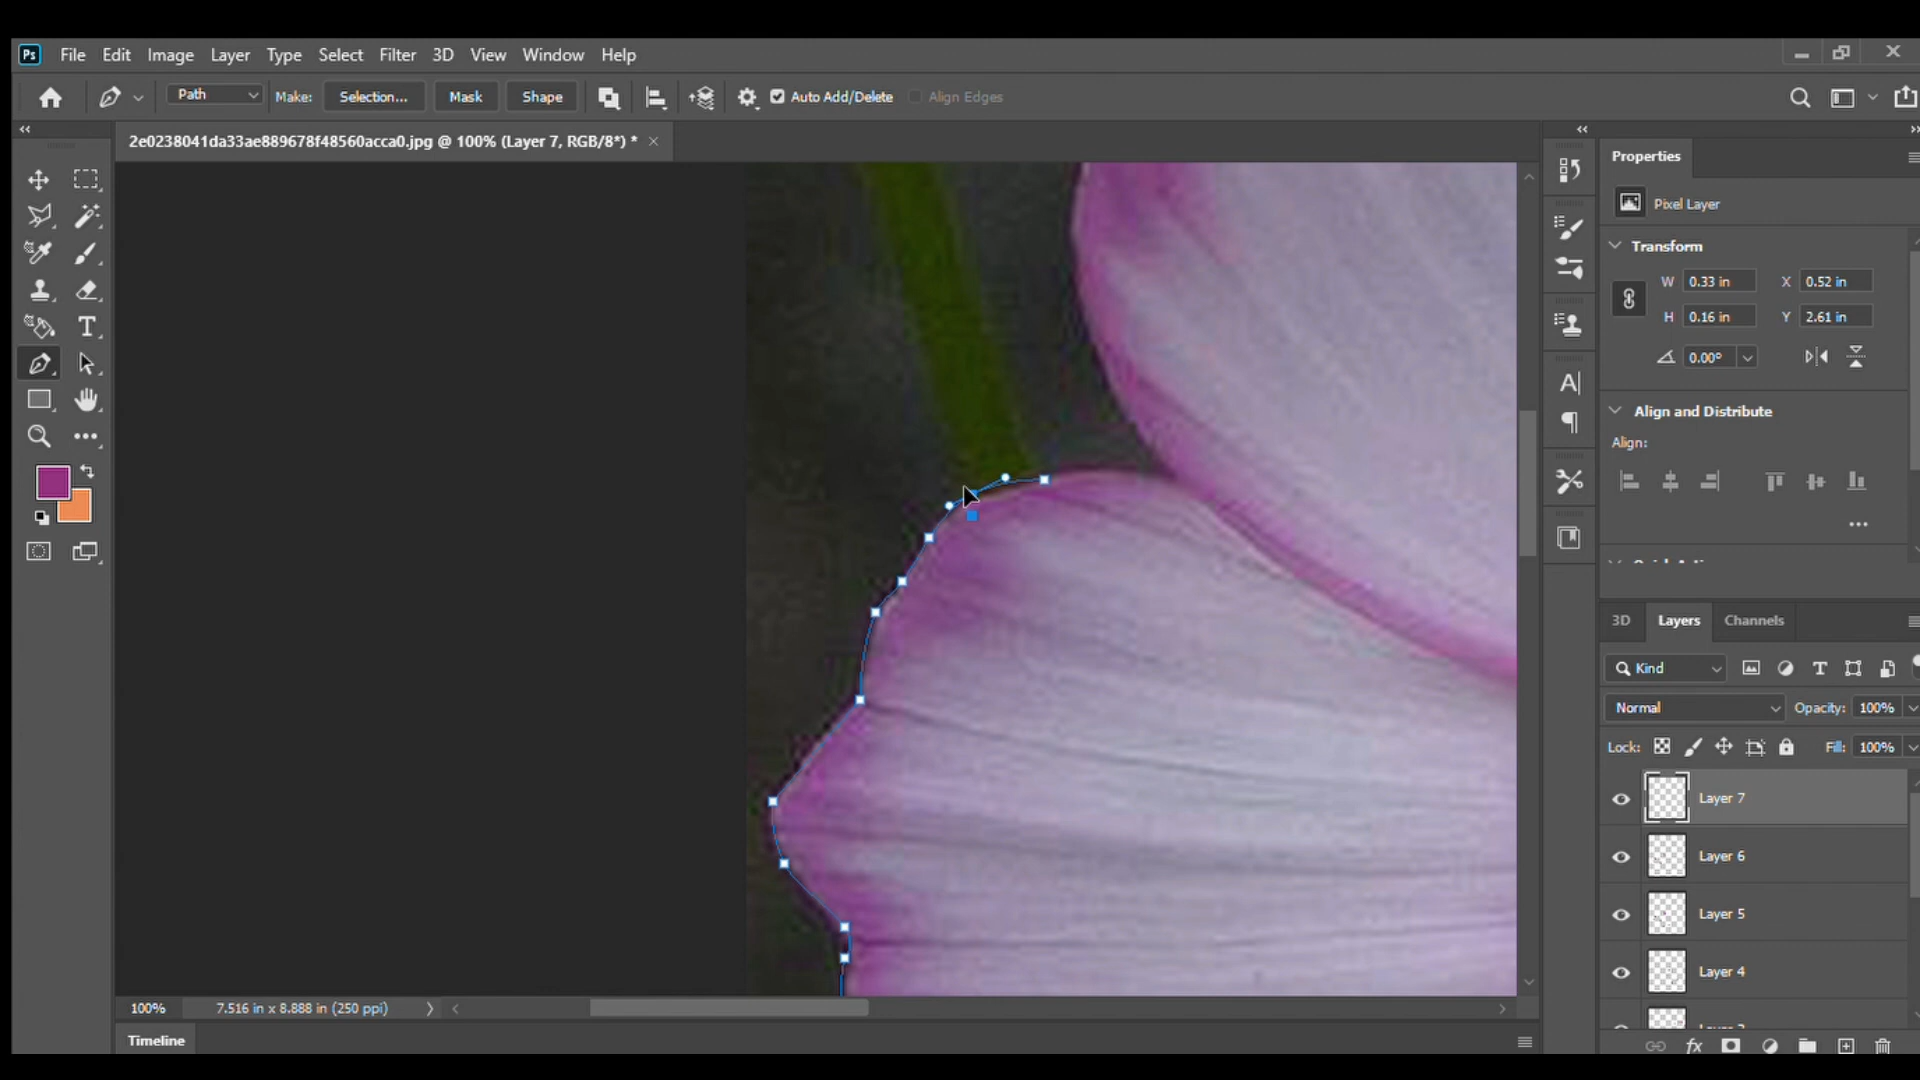 Ps File Edit Image Layer Type Select Filter 3D View Window Help
Path Make: Selection... Mask Shape Auto Add/Delete Align Edges
2e0238041da33ae889678f48560acca0.jpg @ 100% (Layer 7, RGB/8*) *
Properties
Pixel Layer
Transform
W 0.33 in X 0.52 in
H 0.16 in Y 2.61 in
0.00°
Align and Distribute
Align:
3D Layers Channels
Kind
Normal Opacity: 100%
Lock: Fill: 100%
Layer 7
Layer 6
Layer 5
Layer 4
100% 7.516 in x 8.888 in (250 ppi)
Timeline
fx